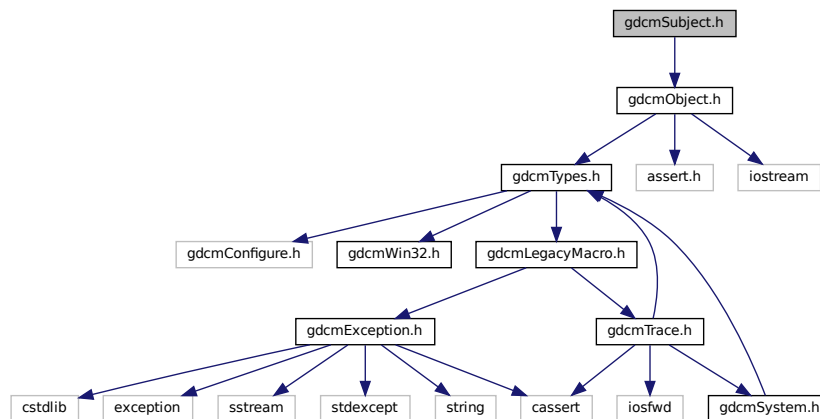 gdcmSubject.h
gdcmObject.h
gdcmTypes.h
assert.h
iostream
gdcmConfigure.h
gdcmWin32.h
gdcmLegacyMacro.h
gdcmException.h
gdcmTrace.h
cstdlib
exception
sstream
stdexcept
string
cassert
iosfwd
gdcmSystem.h